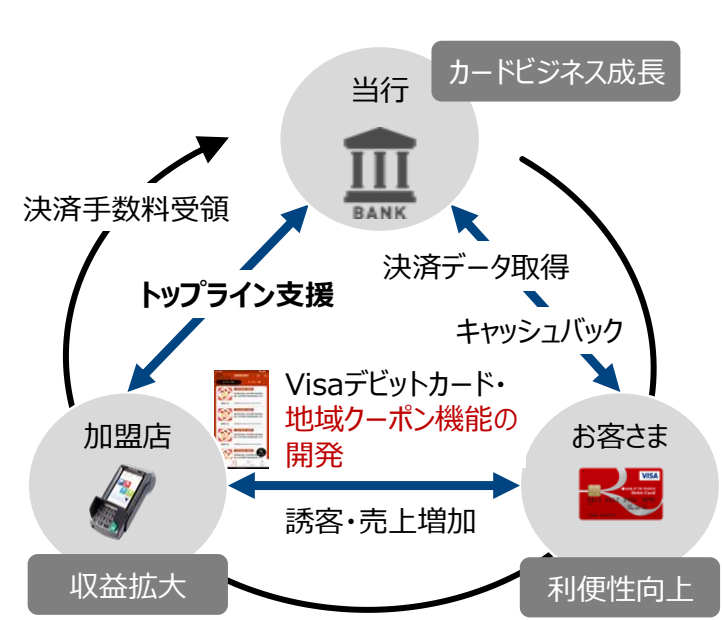 カードビジネス成長
当行
BANK
決済手数料受領
決済データ取得
トップライン支援
キャッシュバック
Visaデビットカード・
地域クーポン機能の
開発
加盟店
お客さま
VISA
Debit Card
誘客・売上増加
収益拡大
利便性向上